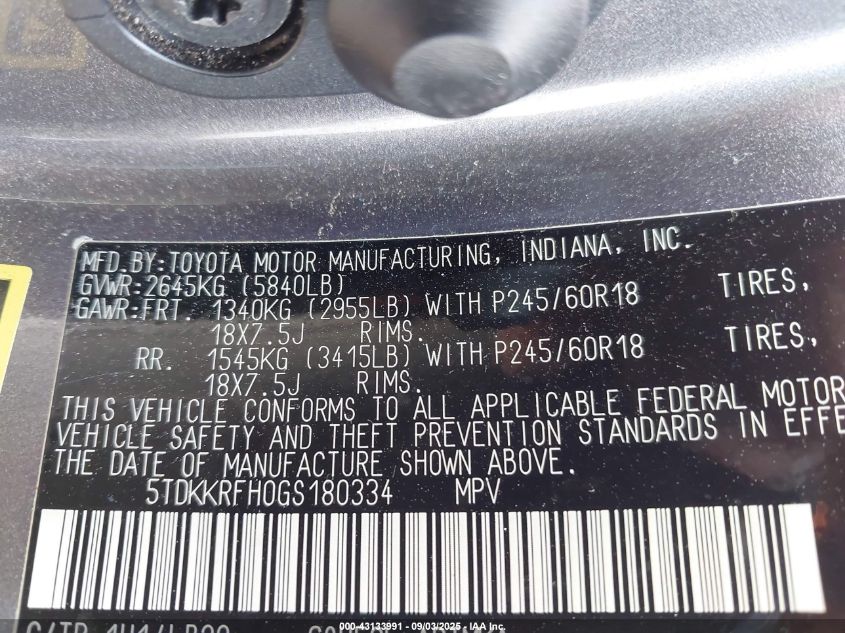 MFD.BY:TOYOTA MOTOR MANUFACTURING, INDIANA, INC.
GVWR:2645KG (5840LB)
GAWR:FRT. 1340KG (2955LB) WITH P245/60R18 TIRES,
18X7.5J RIMS.
RR. 1545KG (3415LB) WITH P245/60R18 TIRES,
18X7.5J RIMS.
THIS VEHICLE CONFORMS TO ALL APPLICABLE FEDERAL MOTOR
VEHICLE SAFETY AND THEFT PREVENTION STANDARDS IN EFFE
THE DATE OF MANUFACTURE SHOWN ABOVE.
5TDKKRFH0GS180334 MPV
000-43133991 - 09/03/2025 - IAA, Inc.